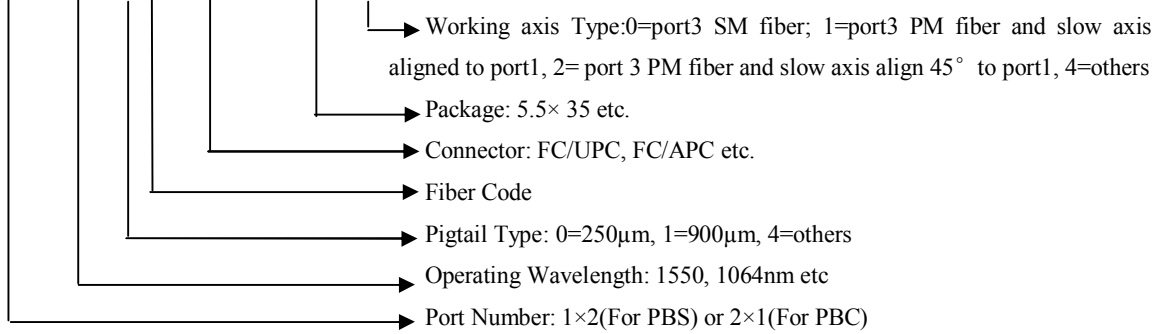 Working axis Type:0=port3 SM fiber; 1=port3 PM fiber and slow axis
aligned to port1, 2= port 3 PM fiber and slow axis align 45° to port1, 4=others
Package: 5.5× 35 etc.
Connector: FC/UPC, FC/APC etc.
Fiber Code
Pigtail Type: 0=250μm, 1=900μm, 4=others
Operating Wavelength: 1550, 1064nm etc
Port Number: 1×2(For PBS) or 2×1(For PBC)